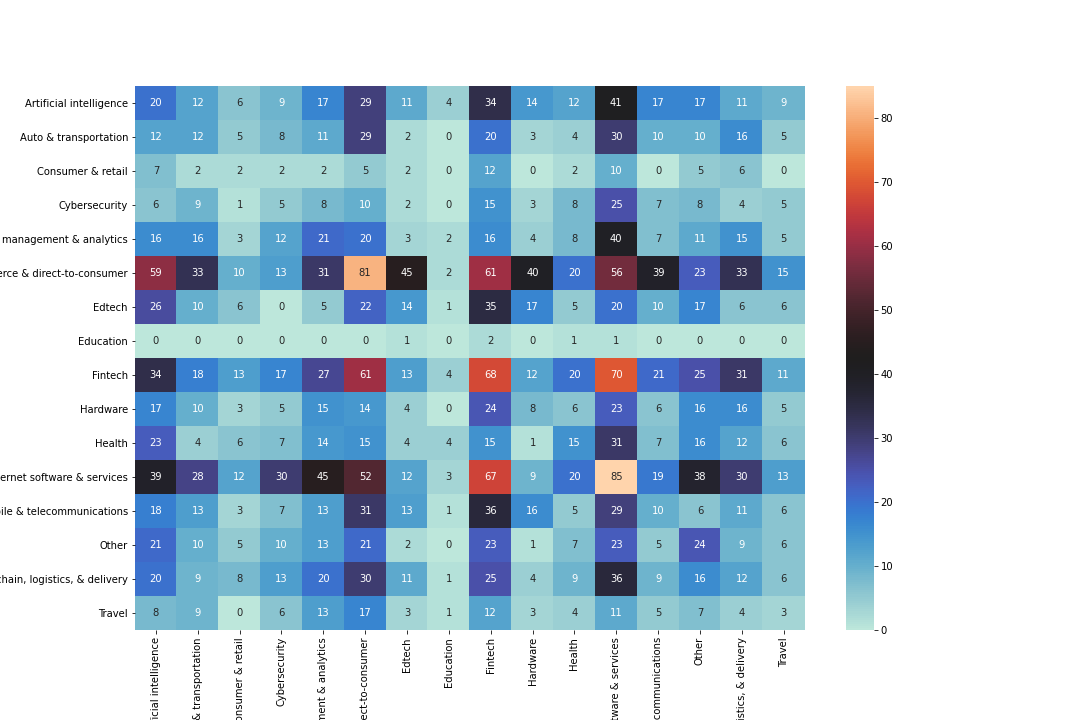 Artificial intelligence 20 12 6 9 17 29 11 4 34 14 12 41 17 17 11 9
Auto & transportation 12 12 5 8 11 29 2 0 20 3 4 30 10 10 16 5
Consumer & retail 7 2 2 2 2 5 2 0 12 0 2 10 0 5 6 0
Cybersecurity 6 9 1 5 8 10 2 0 15 3 8 25 7 8 4 5
management & analytics 16 16 3 12 21 20 3 2 16 4 8 40 7 11 15 5
rce & direct-to-consumer 59 33 10 13 31 81 45 2 61 40 20 56 39 23 33 15
Edtech 26 10 6 0 5 22 14 1 35 17 5 20 10 17 6 6
Education 0 0 0 0 0 0 1 0 2 0 1 1 0 0 0 0
Fintech 34 18 13 17 27 61 13 4 68 12 20 70 21 25 31 11
Hardware 17 10 3 5 15 14 4 0 24 8 6 23 6 16 16 5
Health 23 4 6 7 14 15 4 4 15 1 15 31 7 16 12 6
ernet software & services 39 28 12 30 45 52 12 3 67 9 20 85 19 38 30 13
bile & telecommunications 18 13 3 7 13 31 13 1 36 16 5 29 10 6 11 6
Other 21 10 5 10 13 21 2 0 23 1 7 23 5 24 9 6
chain, logistics, & delivery 20 9 8 13 20 30 11 1 25 4 9 36 9 16 12 6
Travel 8 9 0 6 13 17 3 1 12 3 4 11 5 7 4 3
icial intelligence
& transportation
onsumer & retail
Cybersecurity
ment & analytics
ect-to-consumer
Edtech
Education
Fintech
Hardware
Health
tware & services
communications
Other
istics, & delivery
Travel
80
70
60
50
40
30
20
10
0